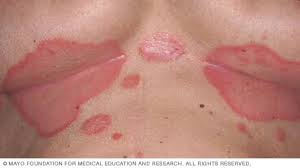 © MAYO FOUNDATION FOR MEDICAL EDUCATION AND RESEARCH. ALL RIGHTS RESERVED.